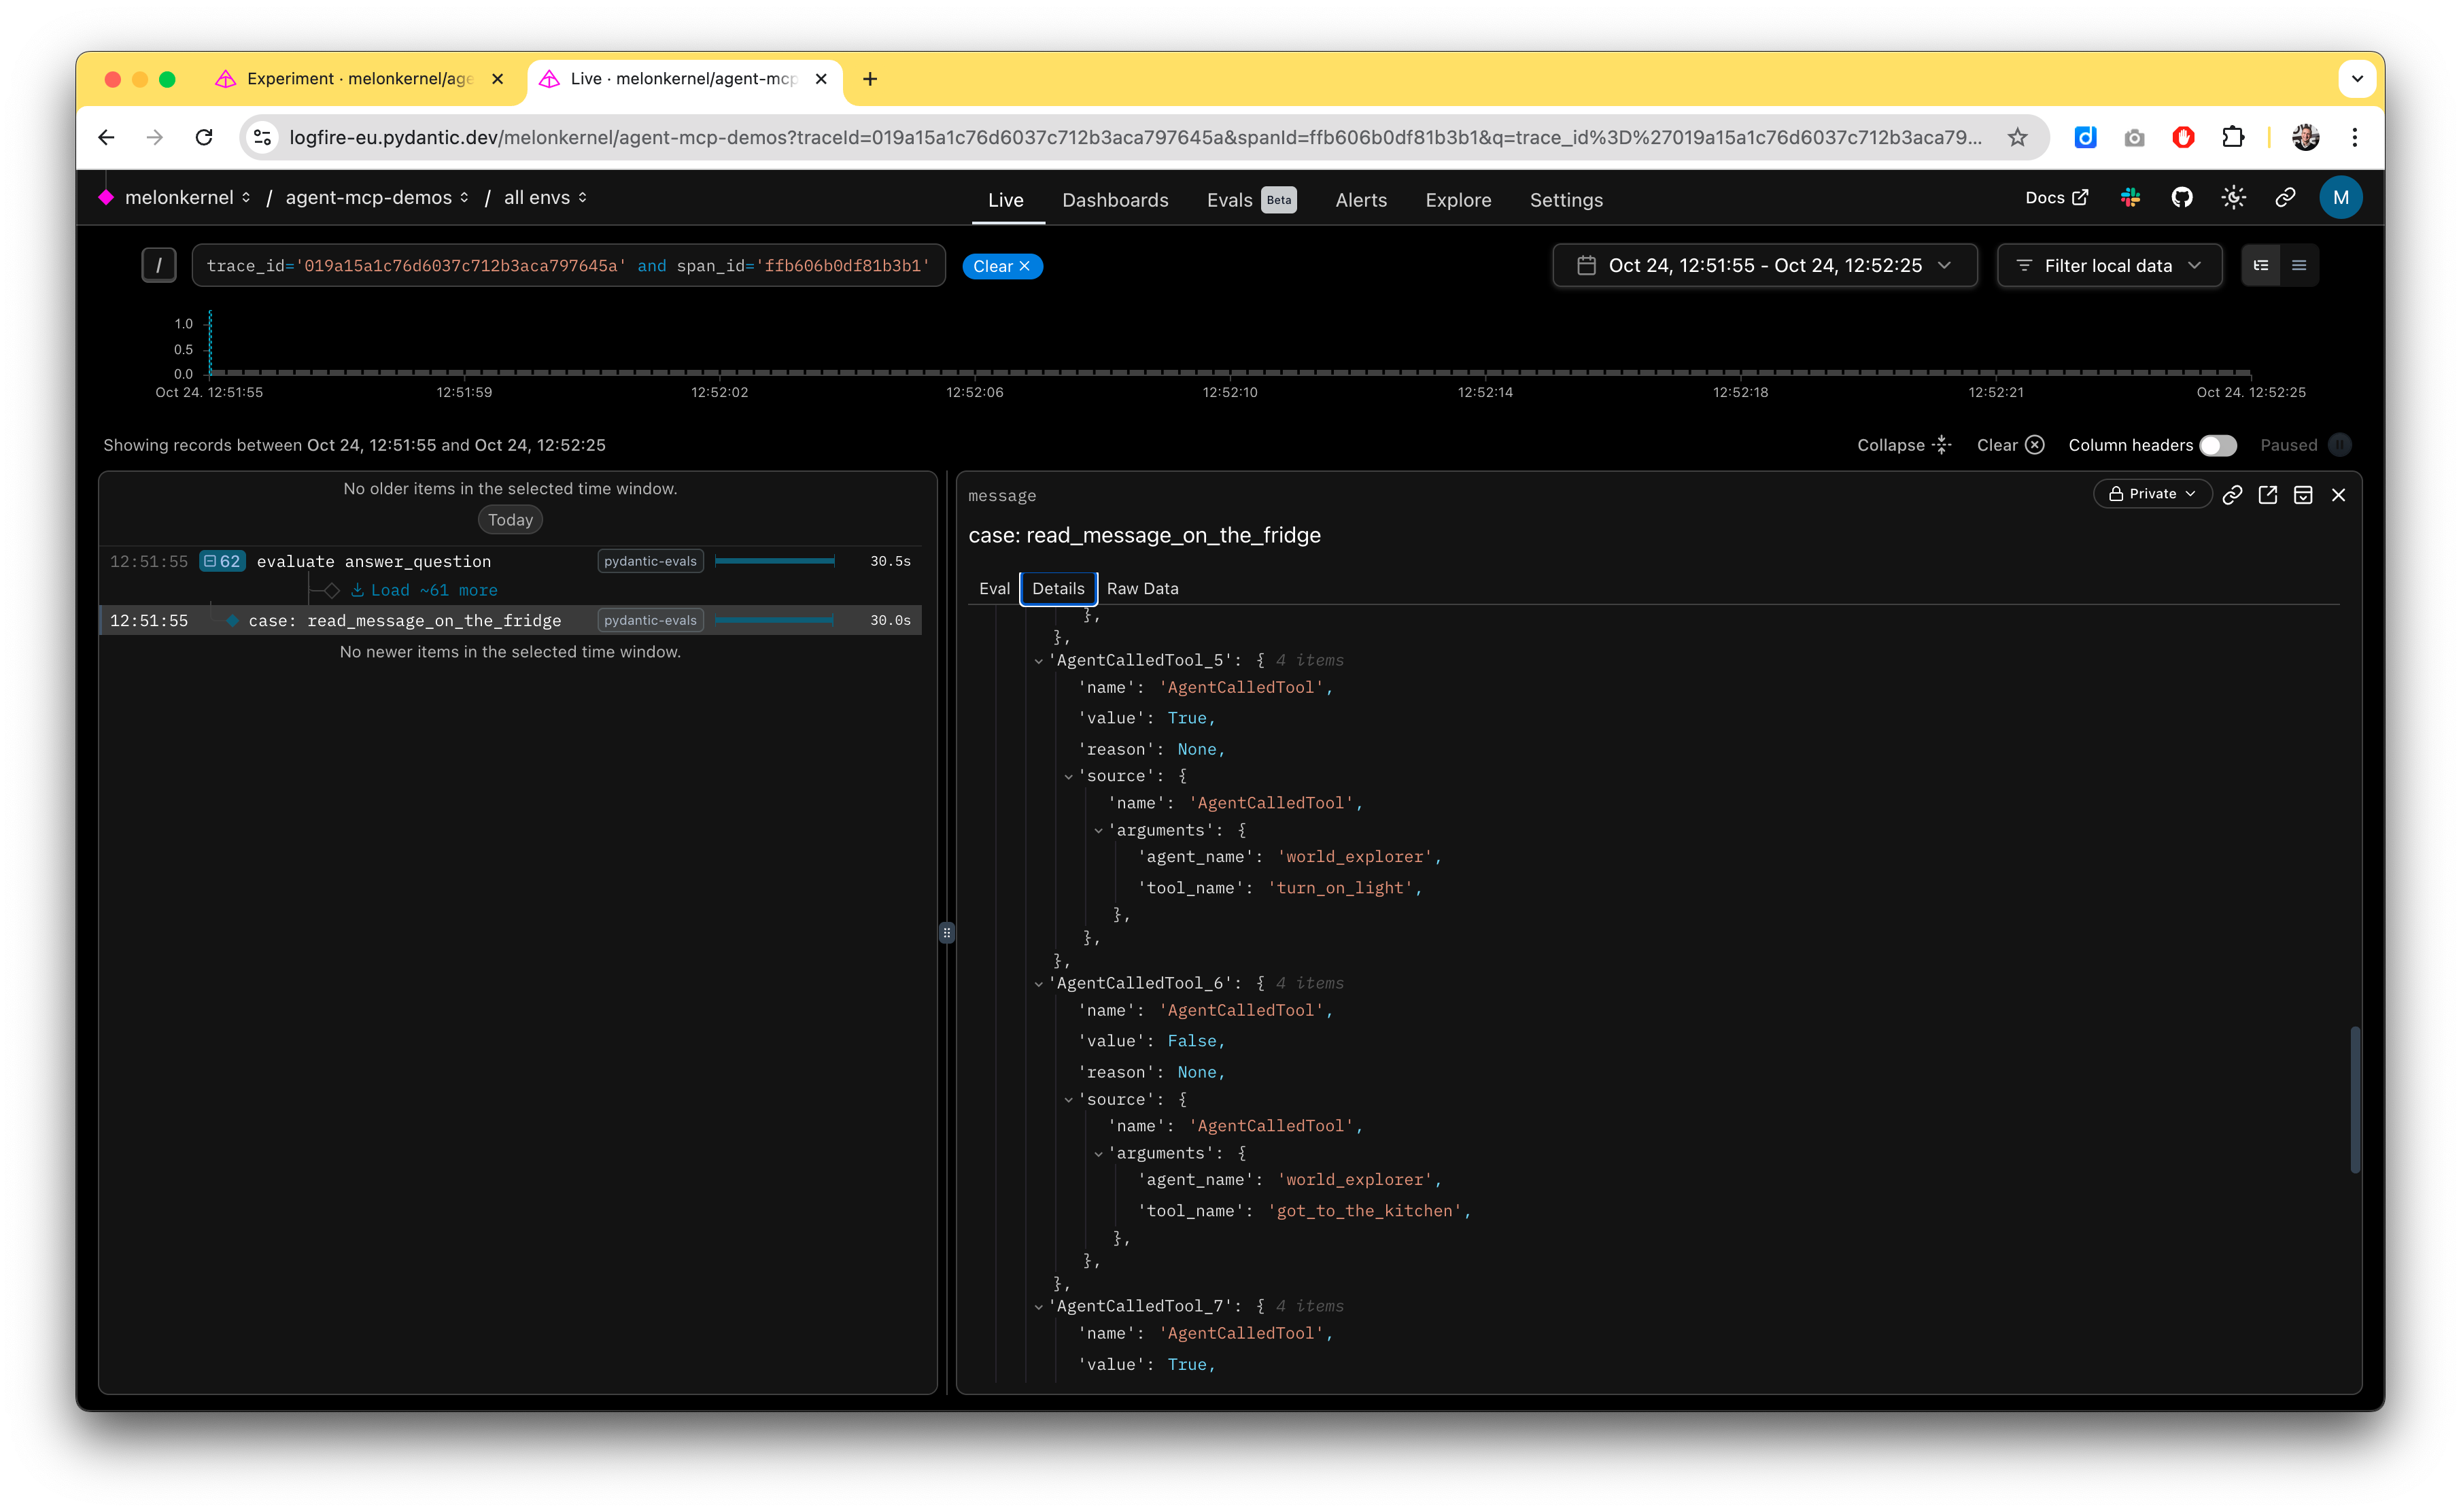 Experiment · melonkernel/age
Live · melonkernel/agent-mcp
logfire-eu.pydantic.dev/melonkernel/agent-mcp-demos?traceId=019a15a1c76d6037c712b3aca797645a&spanId=ffb606b0df81b3b1&q=trace_id%3D%27019a15a1c76d6037c712b3aca79...
melonkernel / agent-mcp-demos / all envs
Live Dashboards Evals Beta Alerts Explore Settings
Docs M
/ trace_id='019a15a1c76d6037c712b3aca797645a' and span_id='ffb606b0df81b3b1' Clear
Oct 24, 12:51:55 - Oct 24, 12:52:25 Filter local data
1.0
0.5
0.0
Oct 24. 12:51:55 12:51:59 12:52:02 12:52:06 12:52:10 12:52:14 12:52:18 12:52:21 Oct 24. 12:52:25
Showing records between Oct 24, 12:51:55 and Oct 24, 12:52:25
Collapse Clear Column headers Paused
No older items in the selected time window.
Today
12:51:55 62 evaluate answer_question pydantic-evals 30.5s
Load ~61 more
12:51:55 case: read_message_on_the_fridge pydantic-evals 30.0s
No newer items in the selected time window.
message
Private
case: read_message_on_the_fridge
Eval Details Raw Data
},
},
'AgentCalledTool_5': { 4 items
'name': 'AgentCalledTool',
'value': True,
'reason': None,
'source': {
'name': 'AgentCalledTool',
'arguments': {
'agent_name': 'world_explorer',
'tool_name': 'turn_on_light',
},
},
},
'AgentCalledTool_6': { 4 items
'name': 'AgentCalledTool',
'value': False,
'reason': None,
'source': {
'name': 'AgentCalledTool',
'arguments': {
'agent_name': 'world_explorer',
'tool_name': 'got_to_the_kitchen',
},
},
},
'AgentCalledTool_7': { 4 items
'name': 'AgentCalledTool',
'value': True,